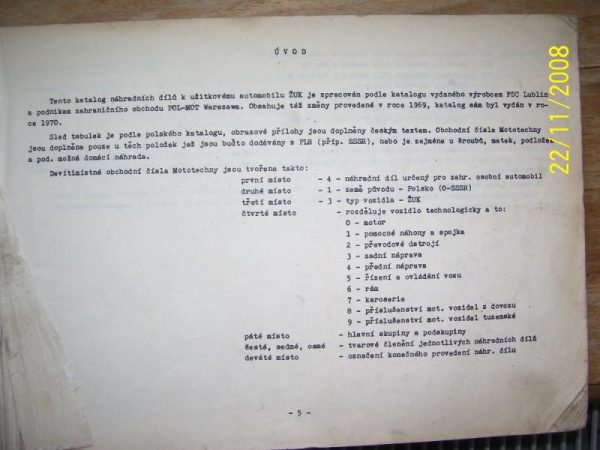 ÚVOD
Tento katalog náhradních dílů k užitkovému automobilu ŽUK je zpracován podle katalogu vydaného výrobcem FSC Lublin
a podnikem zahraničního obchodu POL-MOT Warszawa. Obsahuje též změny provedené v roce 1969, katalog sám byl vydán v ro-
ce 1970.
Sled tabulek je podle polského katalogu, obrazové přílohy jsou doplněny českým textem. Obchodní čísla Mototechny
jsou doplněna pouze u těch položek jež jsou buďto dodávány z PLR (příp. SSSR), nebo je zejména u šroubů, matek, podložek
a pod. možná domácí náhrada.
Devítimístné obchodní čísla Mototechny jsou tvořena takto:
první místo - 4 - náhradní díl určený pro zahr. osobní automobil
druhé místo - 1 - země původu - Polsko (0-SSSR)
třetí místo - 3 - typ vozidla - ŽUK
čtvrté místo - rozděluje vozidlo technologicky a to:
0 - motor
1 - pomocné náhony a spojka
2 - převodové ústrojí
3 - zadní náprava
4 - přední náprava
5 - řízení a ovládání vozu
6 - rám
7 - karoserie
8 - příslušenství mot. vozidel z dovozu
9 - příslušenství mot. vozidel tuzemské
páté místo - hlavní skupiny a podskupiny
šesté, sedmé, osmé - tvarové členění jednotlivých náhradních dílů
deváté místo - označení konečného provedení náhr. dílu
- 5 -
22/11/2008